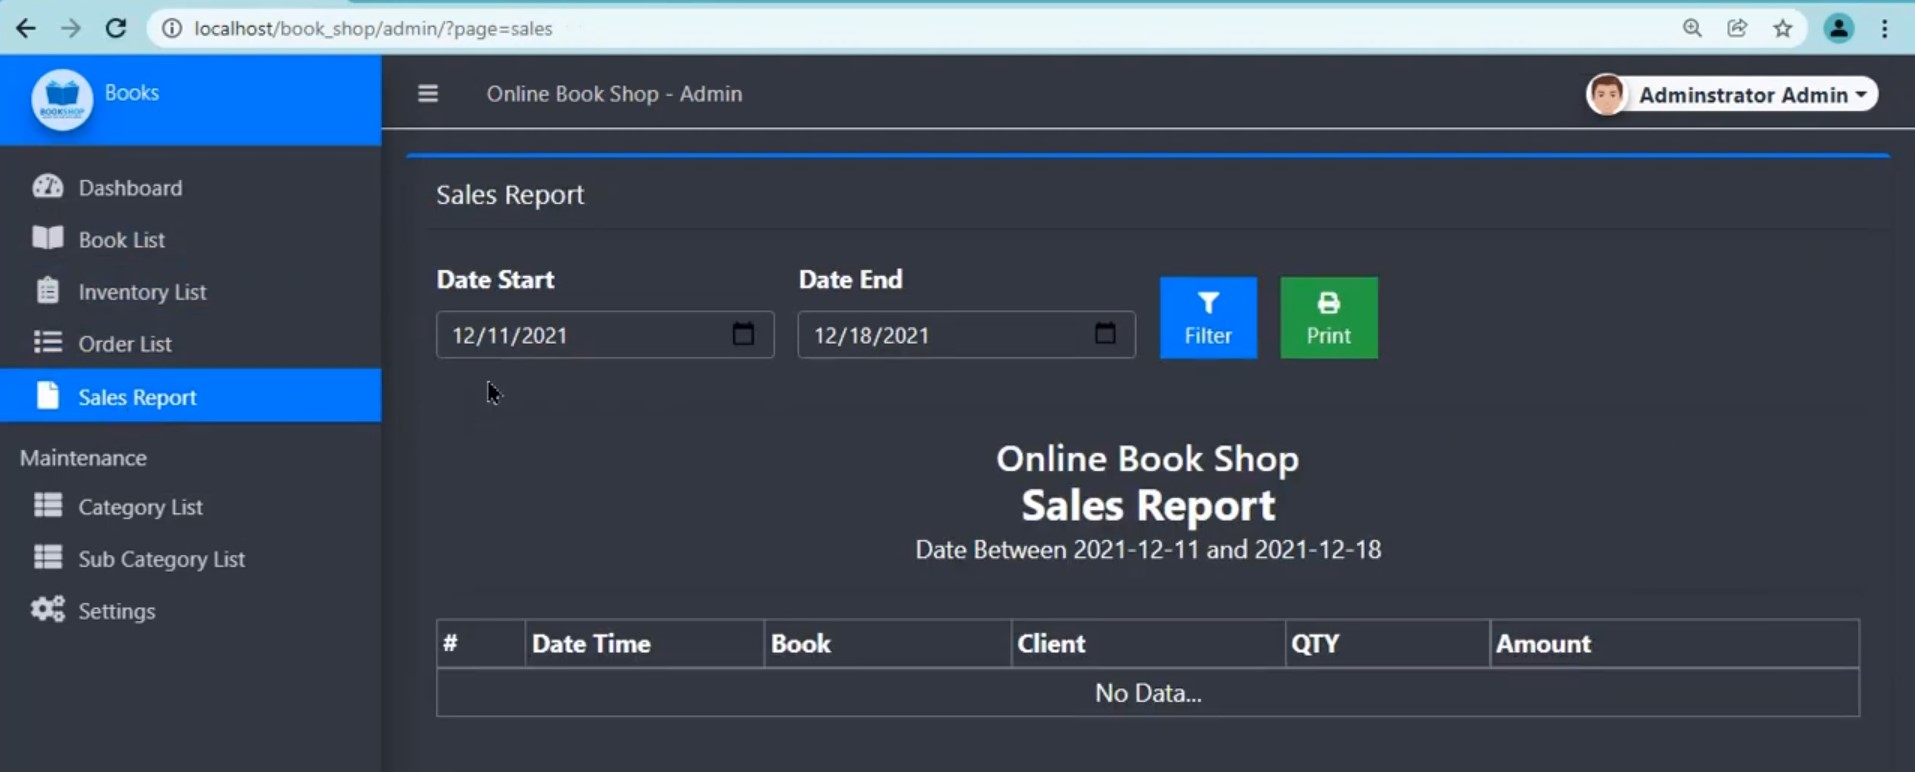 localhost/book_shop/admin/?page=sales
Books
Online Book Shop - Admin
Adminstrator Admin
Dashboard
Book List
Inventory List
Order List
Sales Report
Maintenance
Category List
Sub Category List
Settings
Sales Report
Date Start
Date End
12/11/2021
12/18/2021
Filter
Print
Online Book Shop
Sales Report
Date Between 2021-12-11 and 2021-12-18
# Date Time Book Client QTY Amount
No Data...